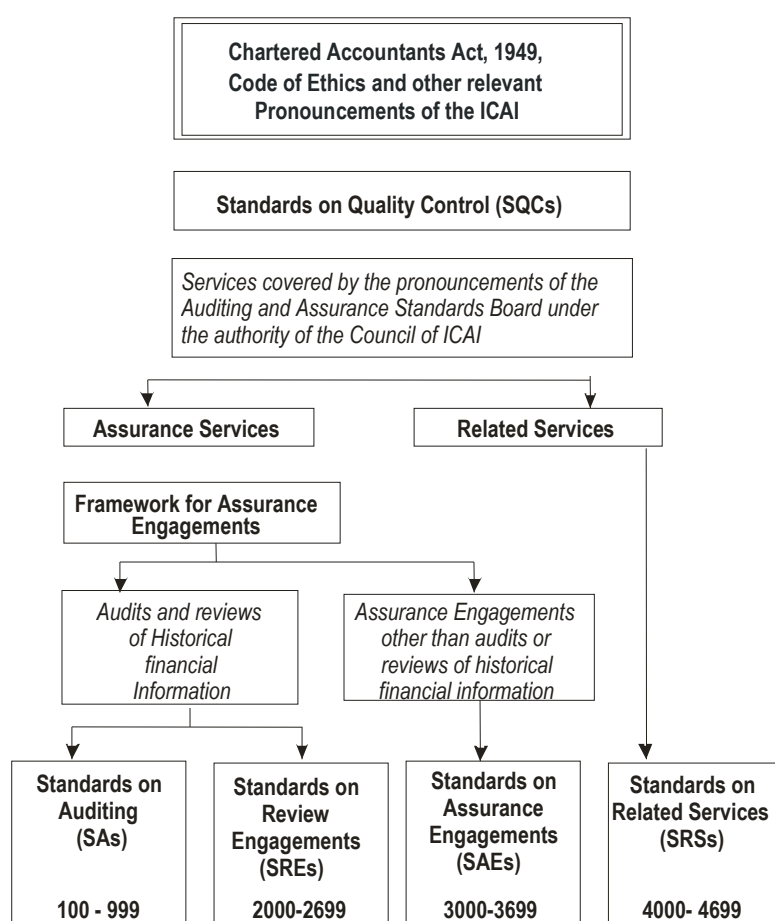 Chartered Accountants Act, 1949,
Code of Ethics and other relevant
Pronouncements of the ICAI
Standards on Quality Control (SQCs)
Services covered by the pronouncements of the
Auditing and Assurance Standards Board under
the authority of the Council of ICAI
Assurance Services
Related Services
Framework for Assurance
Engagements
Audits and reviews
of Historical
financial
Information
Assurance Engagements
other than audits or
reviews of historical
financial information
Standards on
Auditing
(SAs)
100 - 999
Standards on
Review
Engagements
(SREs)
2000-2699
Standards on
Assurance
Engagements
(SAEs)
3000-3699
Standards on
Related Services
(SRSs)
4000- 4699